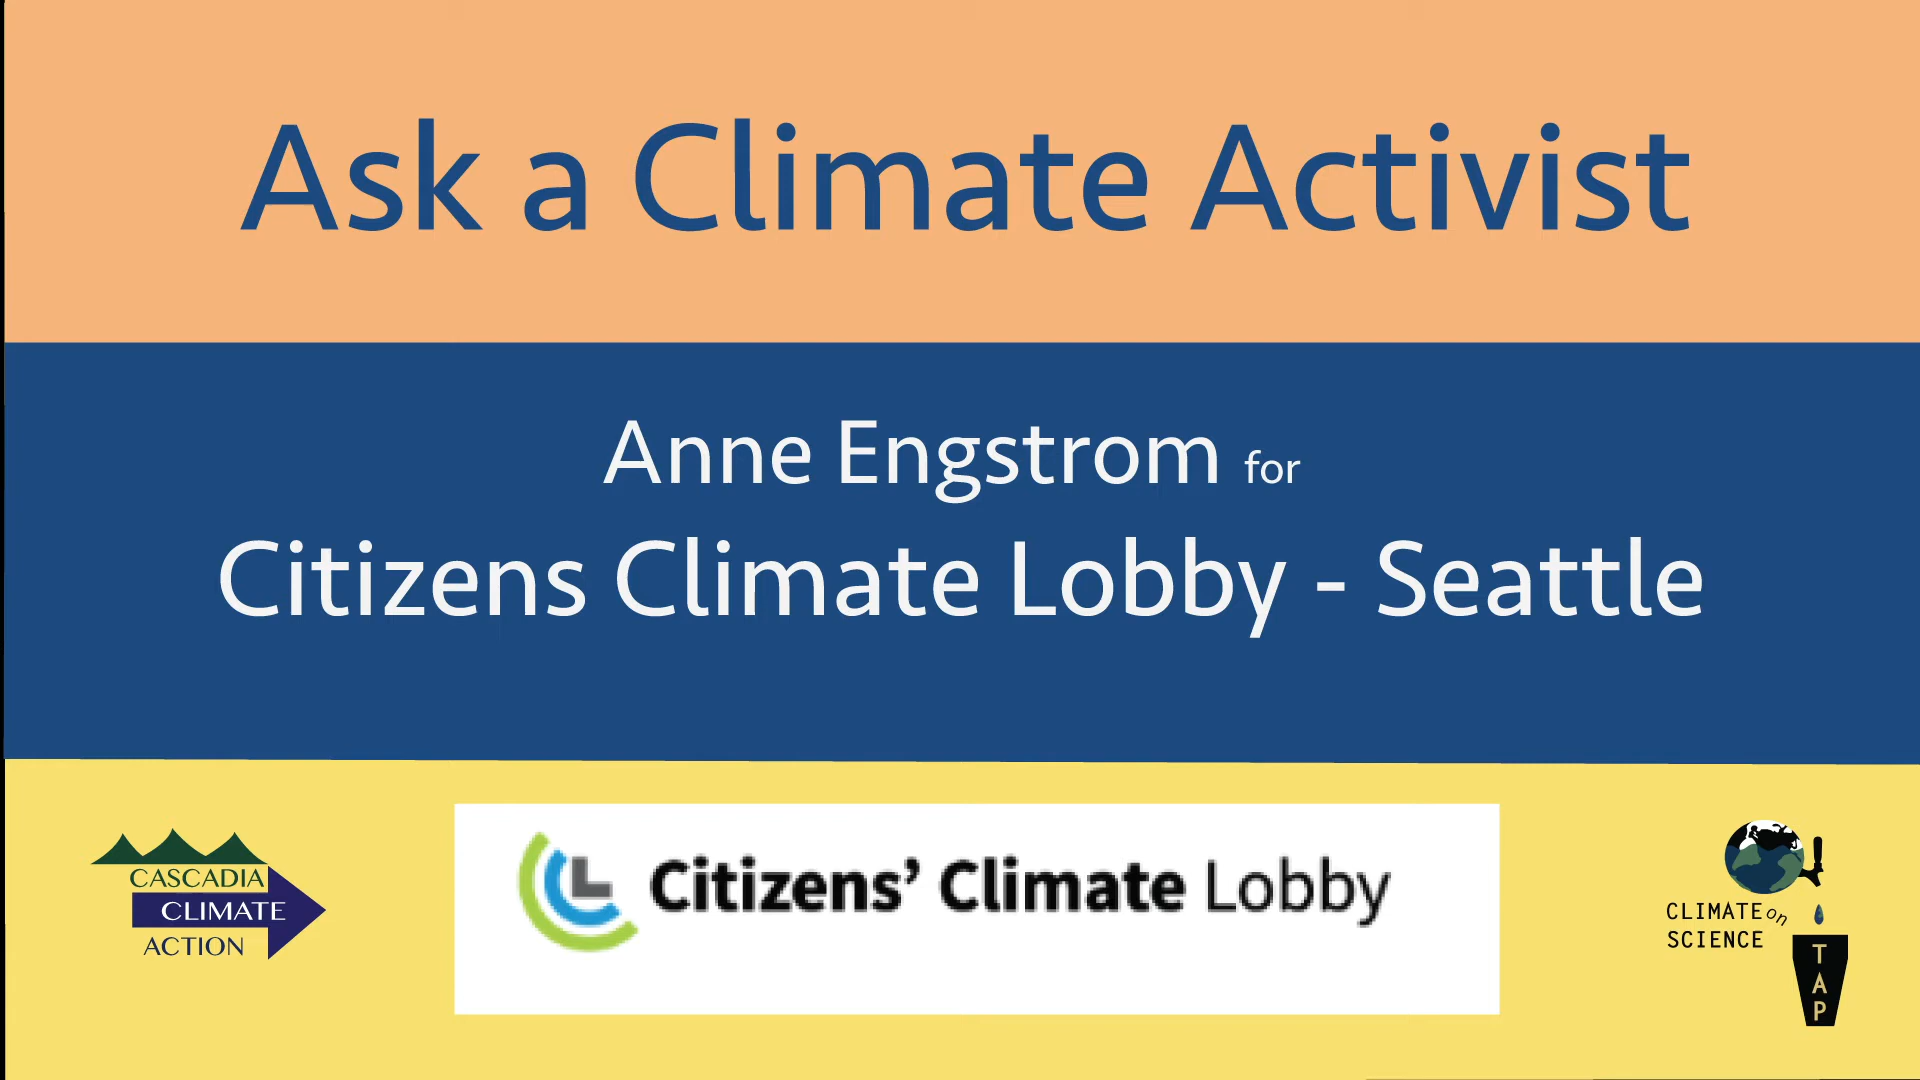 Ask a Climate Activist
Anne Engstrom for
Citizens Climate Lobby - Seattle
CASCADIA
CLIMATE
ACTION
Citizens’ Climate Lobby
CLIMATE on
SCIENCE
TAP